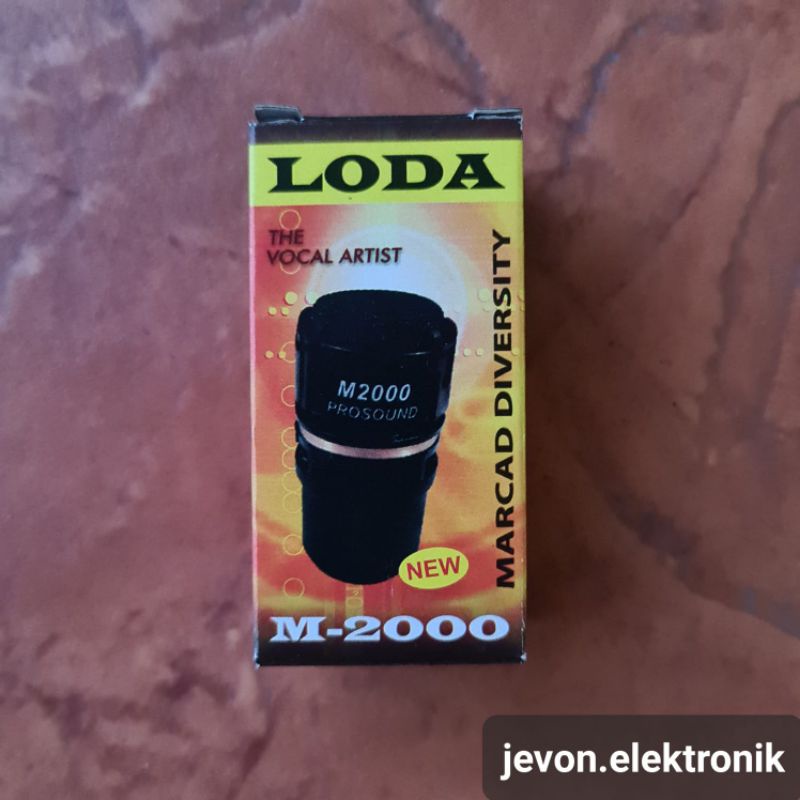 LODA
THE
VOCAL ARTIST
M2000
PROSOUND
MARCAD DIVERSITY
NEW
M-2000
jevon.elektronik